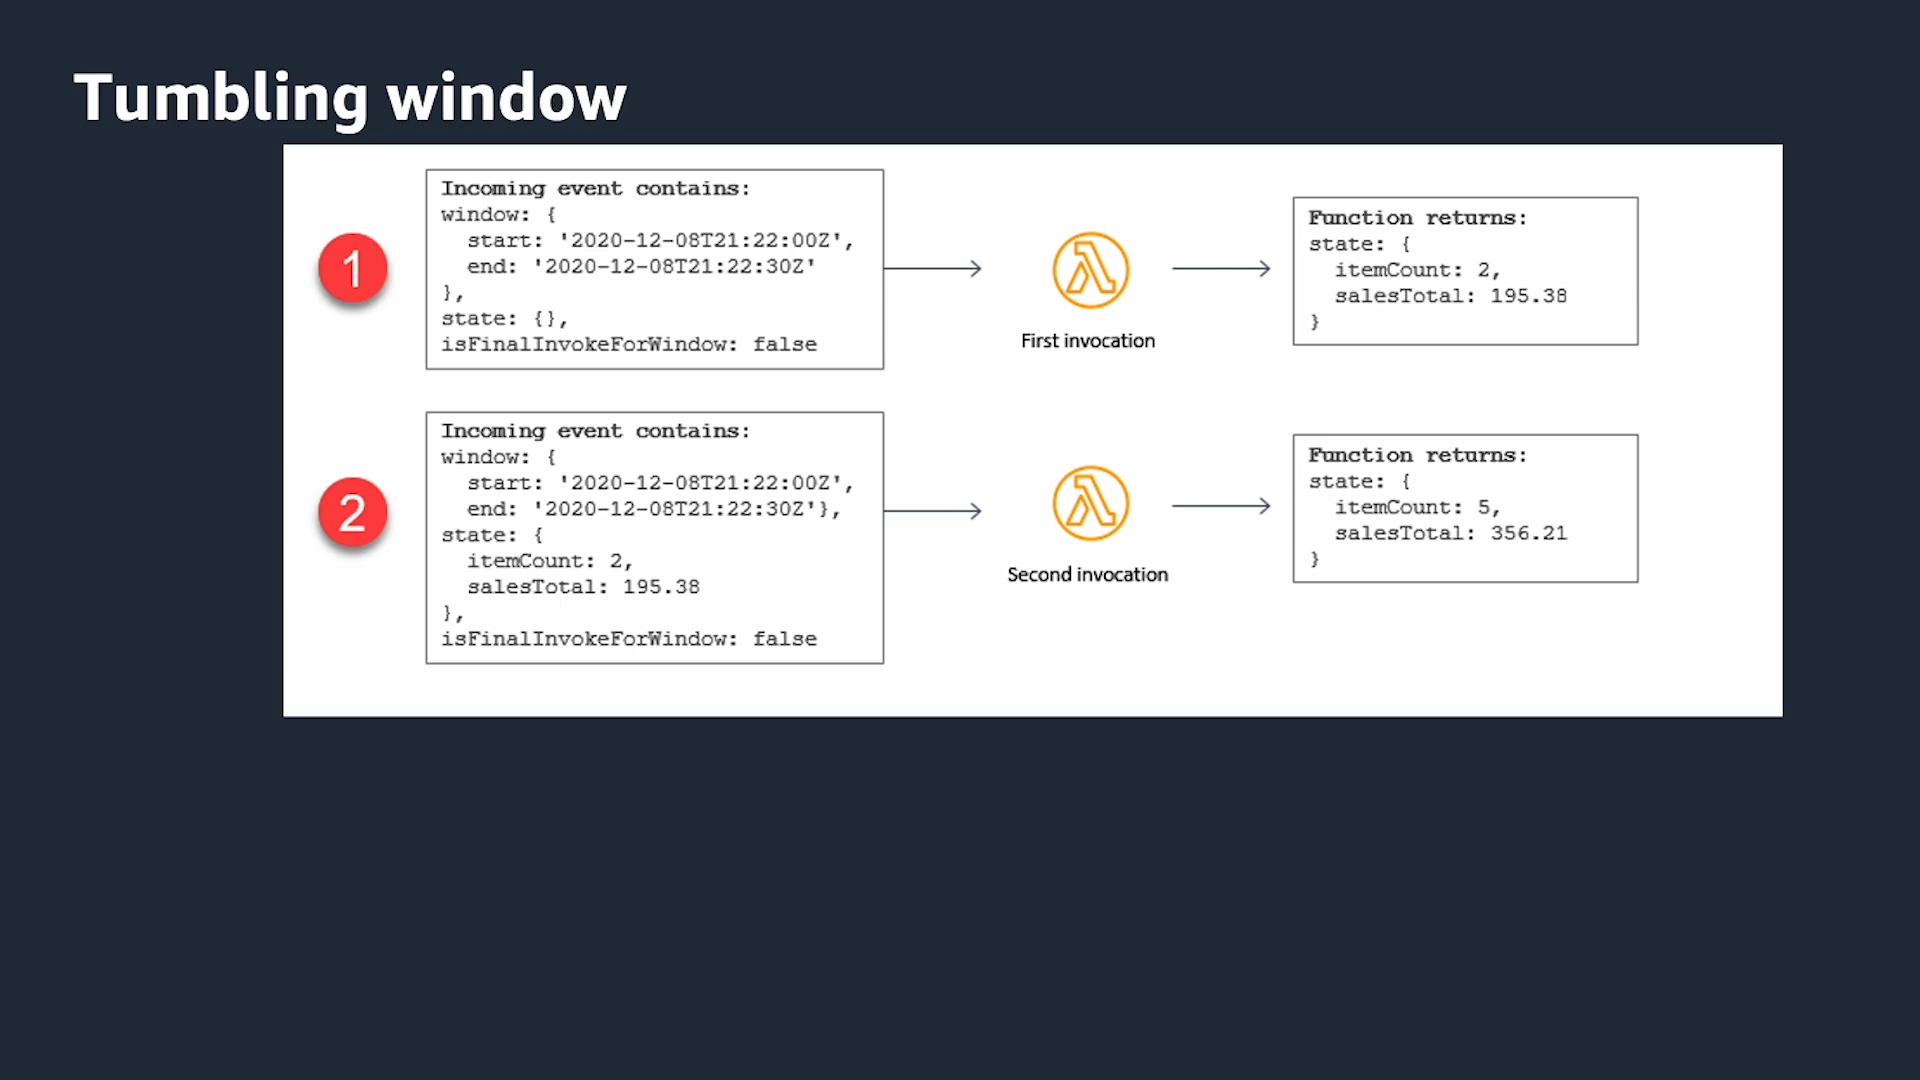 Tumbling window
1
Incoming event contains:
window: {
start: '2020-12-08T21:22:00Z',
end: '2020-12-08T21:22:30Z'
},
state: {},
isFinalInvokeForWindow: false
First invocation
Function returns:
state: {
itemCount: 2,
salesTotal: 195.38
}
2
Incoming event contains:
window: {
start: '2020-12-08T21:22:00Z',
end: '2020-12-08T21:22:30Z'},
state: {
itemCount: 2,
salesTotal: 195.38
},
isFinalInvokeForWindow: false
Second invocation
Function returns:
state: {
itemCount: 5,
salesTotal: 356.21
}